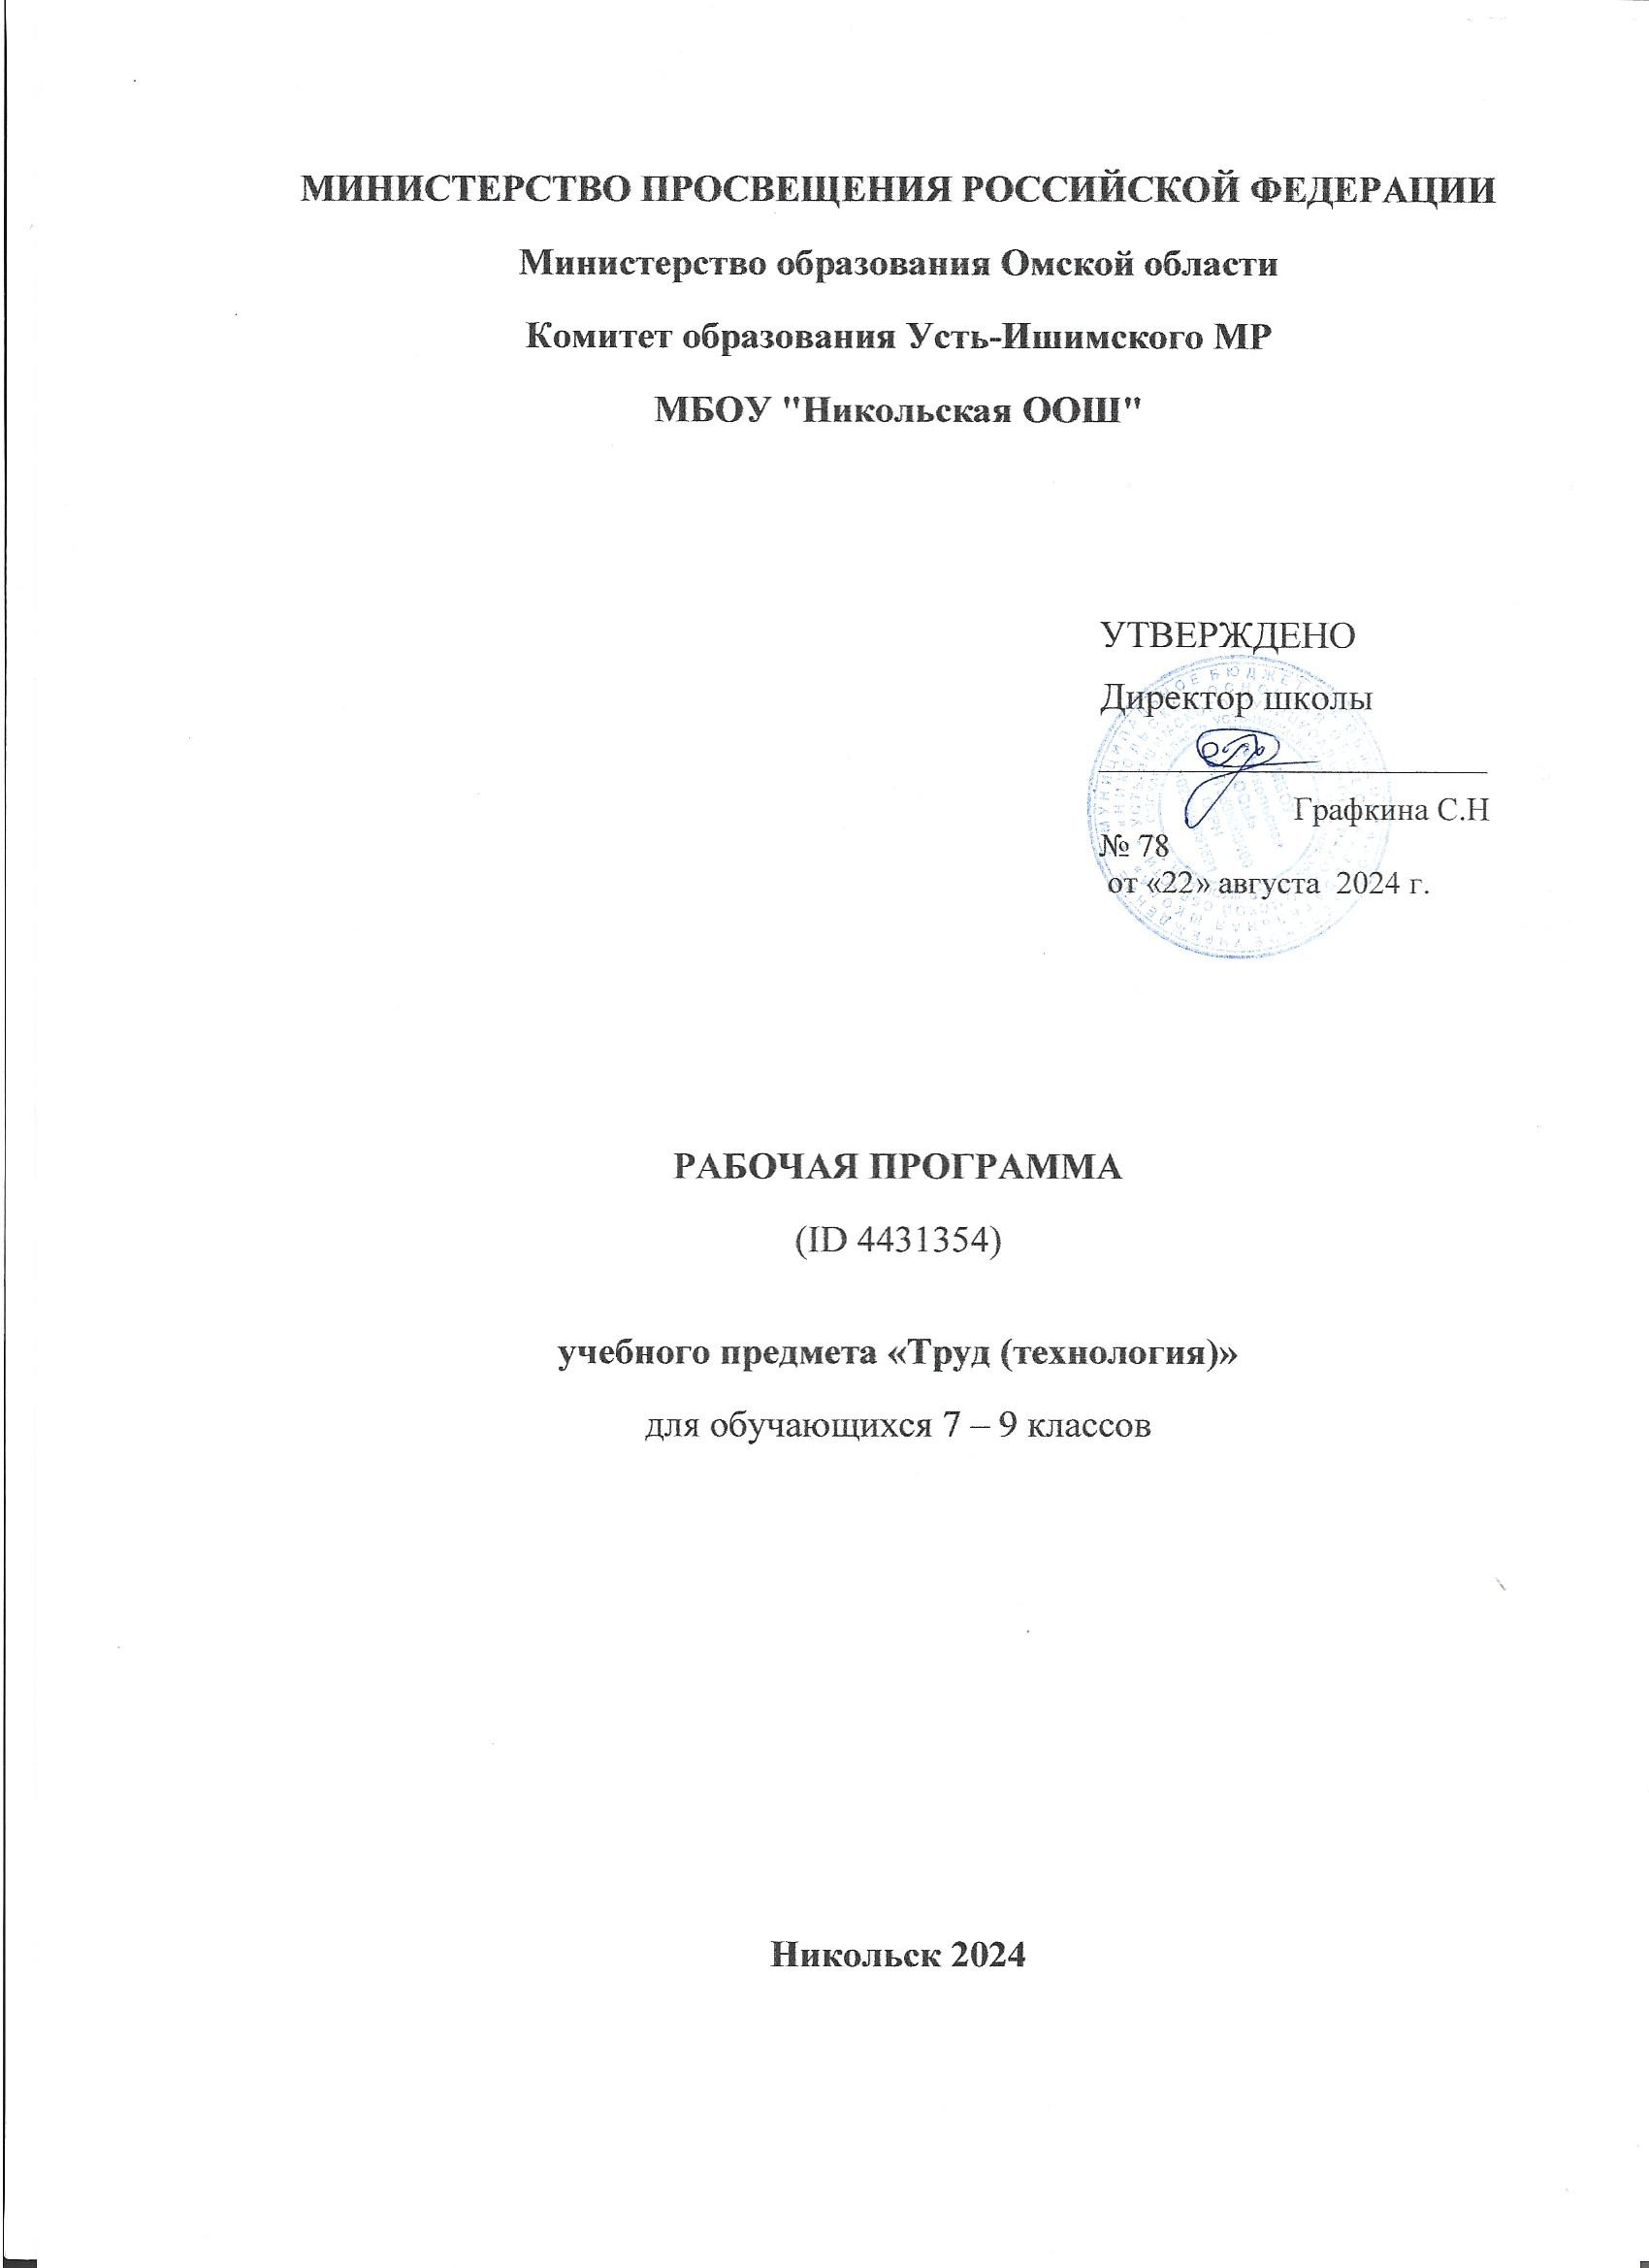 МИНИСТЕРСТВО ПРОСВЕЩЕНИЯ РОССИЙСКОЙ ФЕДЕРАЦИИ
Министерство образования Омской области
Комитет образования Усть-Ишимского МР
МБОУ "Никольская ООШ"
УТВЕРЖДЕНО
Директор школы
Графкина С.Н
№ 78
от «22» августа 2024 г.
РАБОЧАЯ ПРОГРАММА
(ID 4431354)
учебного предмета «Труд (технология)»
для обучающихся 7 – 9 классов
Никольск 2024